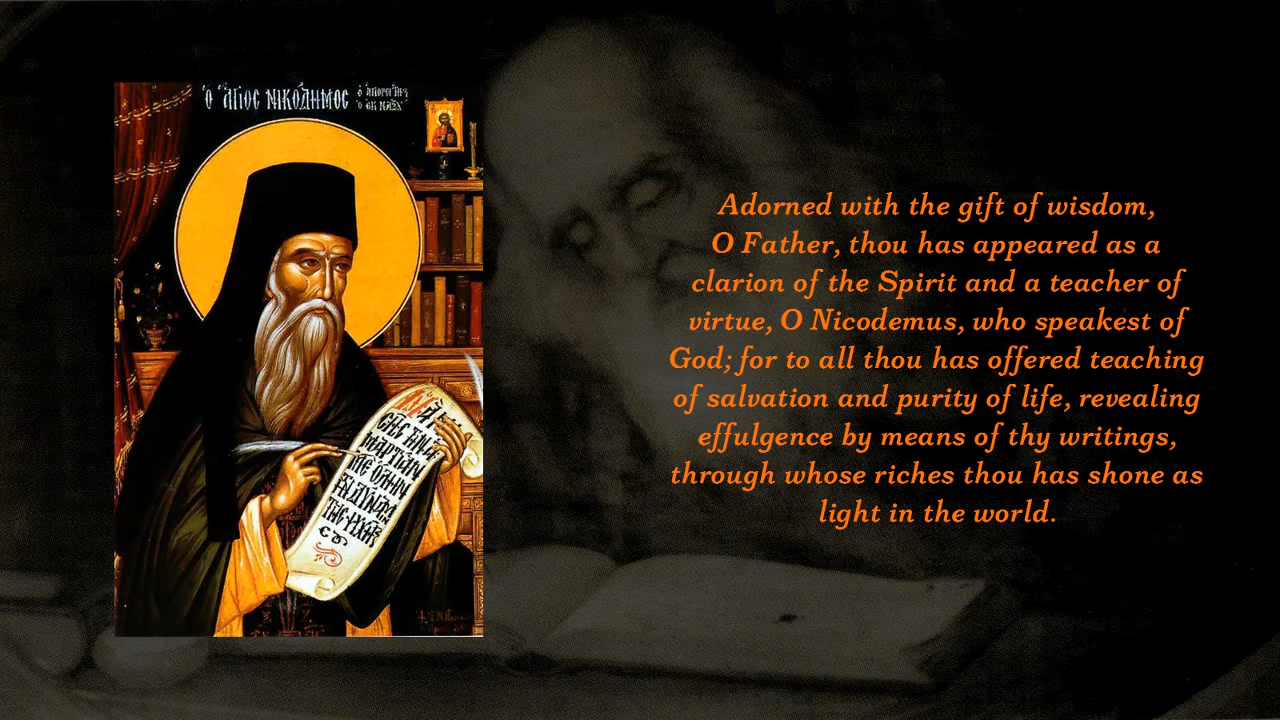 Ὁ ἍΓΙΟΣ ΝΙΚΌΔΗΜΟΣ
Adorned with the gift of wisdom,
O Father, thou has appeared as a
clarion of the Spirit and a teacher of
virtue, O Nicodemus, who speakest of
God; for to all thou has offered teaching
of salvation and purity of life, revealing
effulgence by means of thy writings,
through whose riches thou has shone as
light in the world.